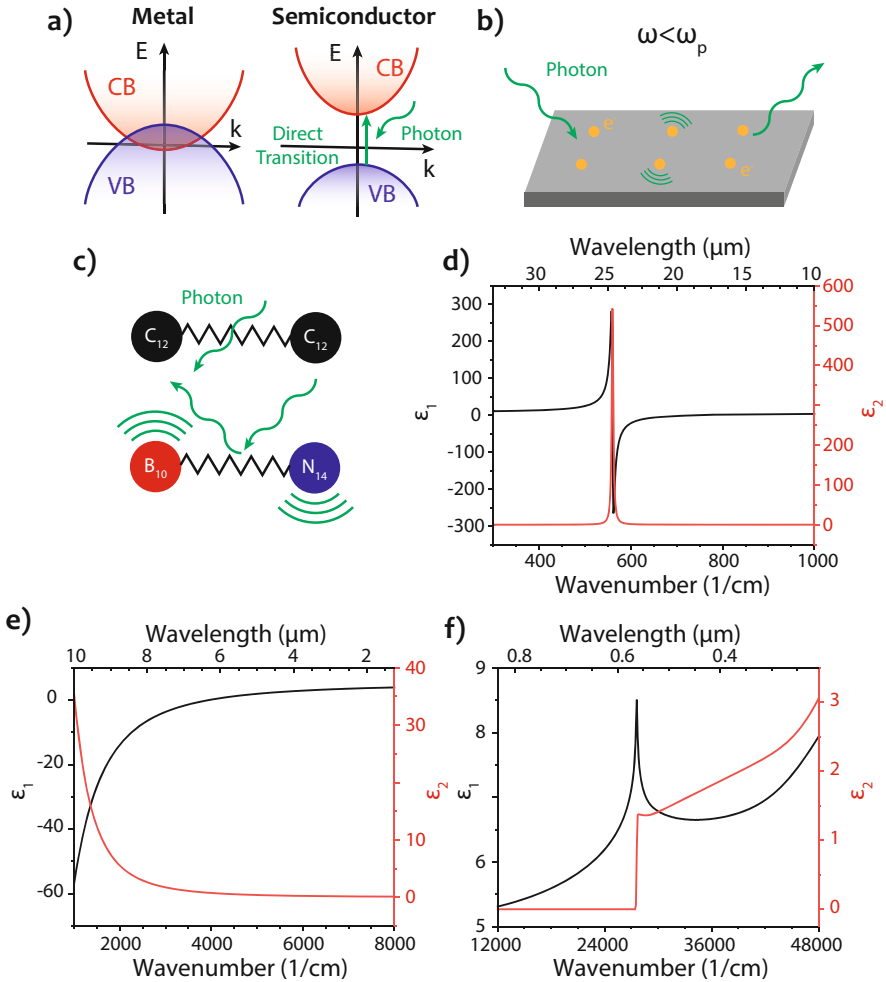 a)
Metal
Semiconductor
E
CB
k
VB
E
CB
Direct
Transition
Photon
k
VB
b)
ω<ωp
Photon
e-
e-
c)
Photon
C12
C12
B10
N14
d)
Wavelength (μm)
30 25 20 15 10
300
200
100
0
-100
-200
-300
ε1
600
500
400
300
200
100
0
ε2
400 600 800 1000
Wavenumber (1/cm)
e)
Wavelength (μm)
10 8 6 4 2
0
-20
-40
-60
ε1
40
30
20
10
0
ε2
2000 4000 6000 8000
Wavenumber (1/cm)
f)
Wavelength (μm)
0.8 0.6 0.4
9
8
7
6
5
ε1
3
2
1
0
ε2
12000 24000 36000 48000
Wavenumber (1/cm)